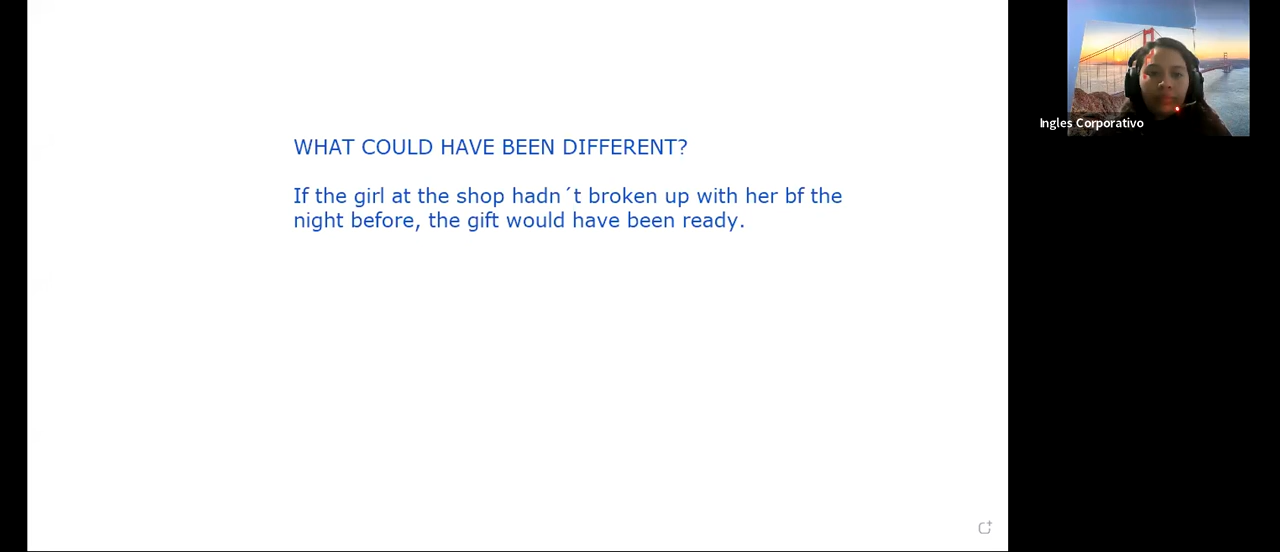 WHAT COULD HAVE BEEN DIFFERENT?
If the girl at the shop hadn´t broken up with her bf the
night before, the gift would have been ready.
Ingles Corporativo